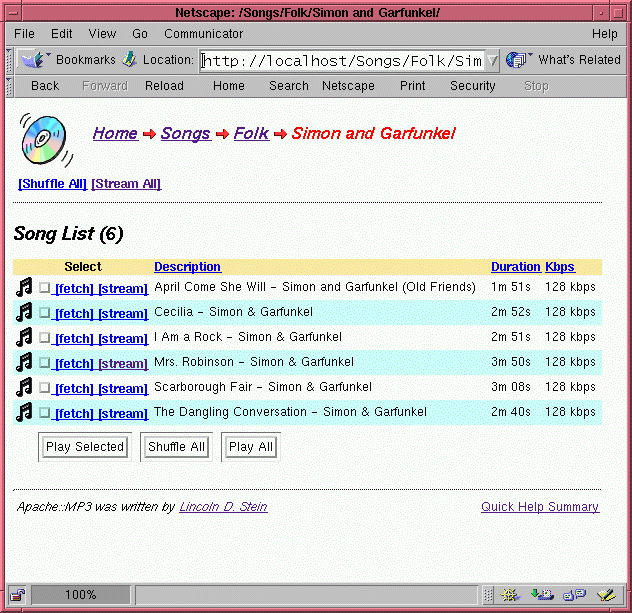 Netscape: /Songs/Folk/Simon and Garfunkel/
File Edit View Go Communicator Help
Bookmarks Location: http://localhost/Songs/Folk/Sim What's Related
Back Forward Reload Home Search Netscape Print Security Stop
Home Songs Folk Simon and Garfunkel
[Shuffle All] [Stream All]
Song List (6)
Select Description Duration Kbps
[fetch] [stream] April Come She Will - Simon and Garfunkel (Old Friends) 1m 51s 128 kbps
[fetch] [stream] Cecilia - Simon & Garfunkel 2m 52s 128 kbps
[fetch] [stream] I Am a Rock - Simon & Garfunkel 2m 51s 128 kbps
[fetch] [stream] Mrs. Robinson - Simon & Garfunkel 3m 50s 128 kbps
[fetch] [stream] Scarborough Fair - Simon & Garfunkel 3m 08s 128 kbps
[fetch] [stream] The Dangling Conversation - Simon & Garfunkel 2m 40s 128 kbps
Play Selected Shuffle All Play All
Apache::MP3 was written by Lincoln D. Stein Quick Help Summary
100%